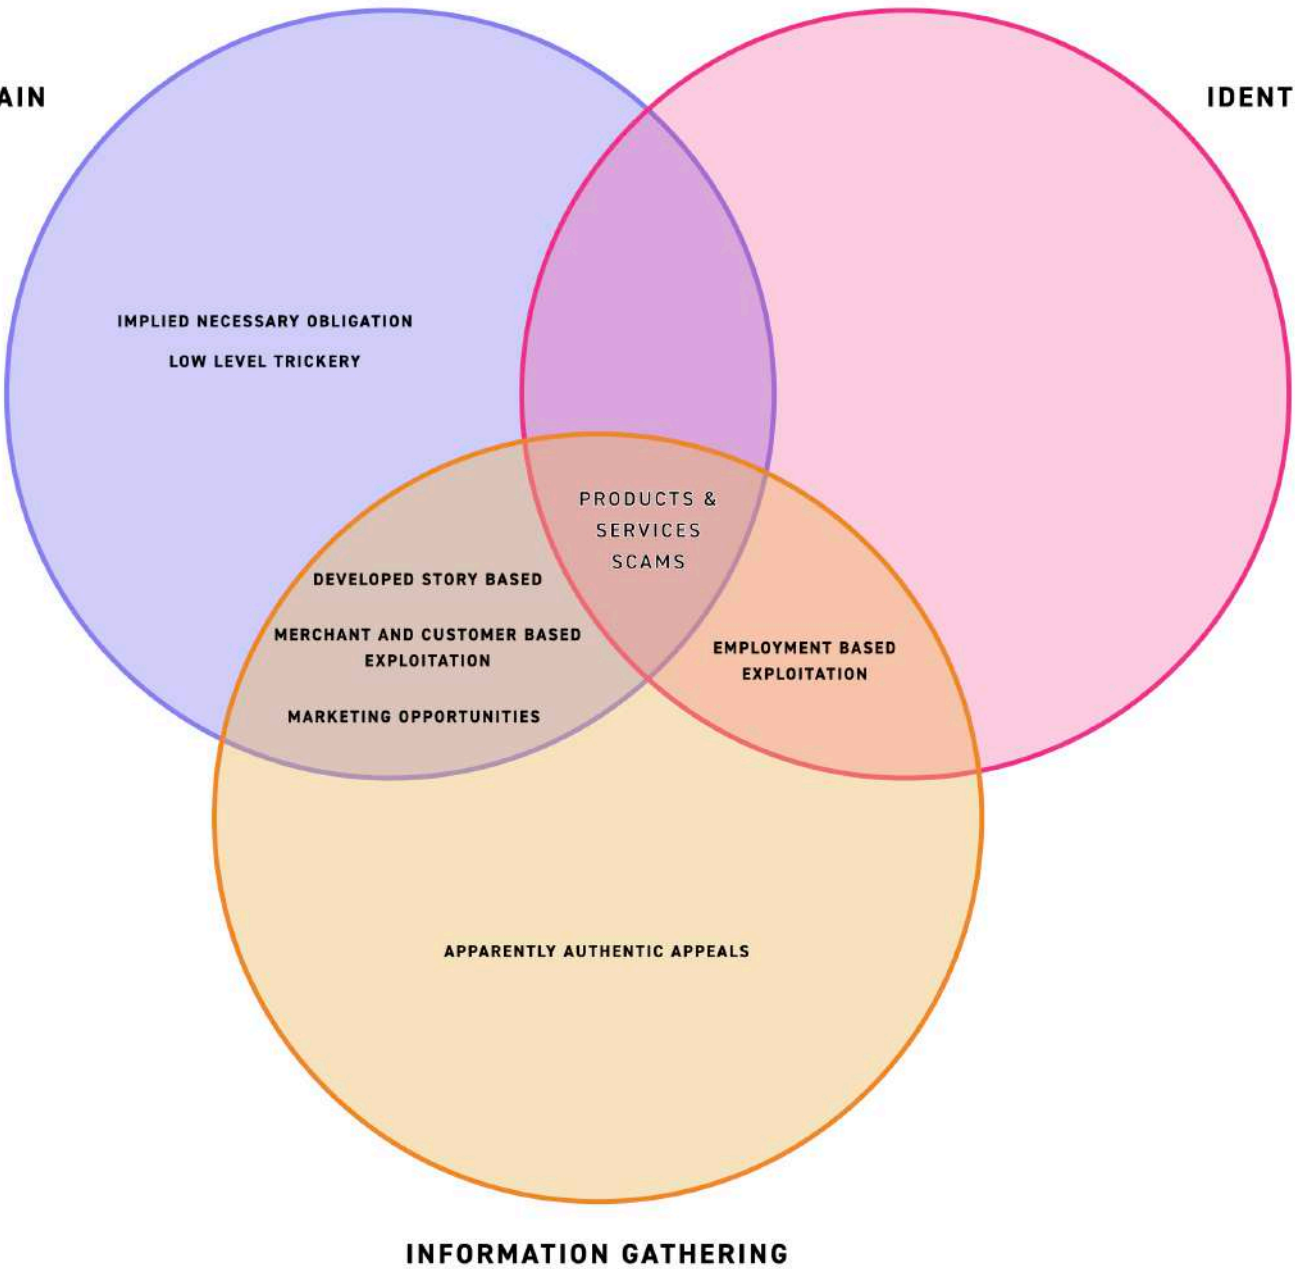 AIN
IDENT
IMPLIED NECESSARY OBLIGATION
LOW LEVEL TRICKERY
PRODUCTS &
SERVICES
SCAMS
DEVELOPED STORY BASED
MERCHANT AND CUSTOMER BASED
EXPLOITATION
EMPLOYMENT BASED
EXPLOITATION
MARKETING OPPORTUNITIES
APPARENTLY AUTHENTIC APPEALS
INFORMATION GATHERING